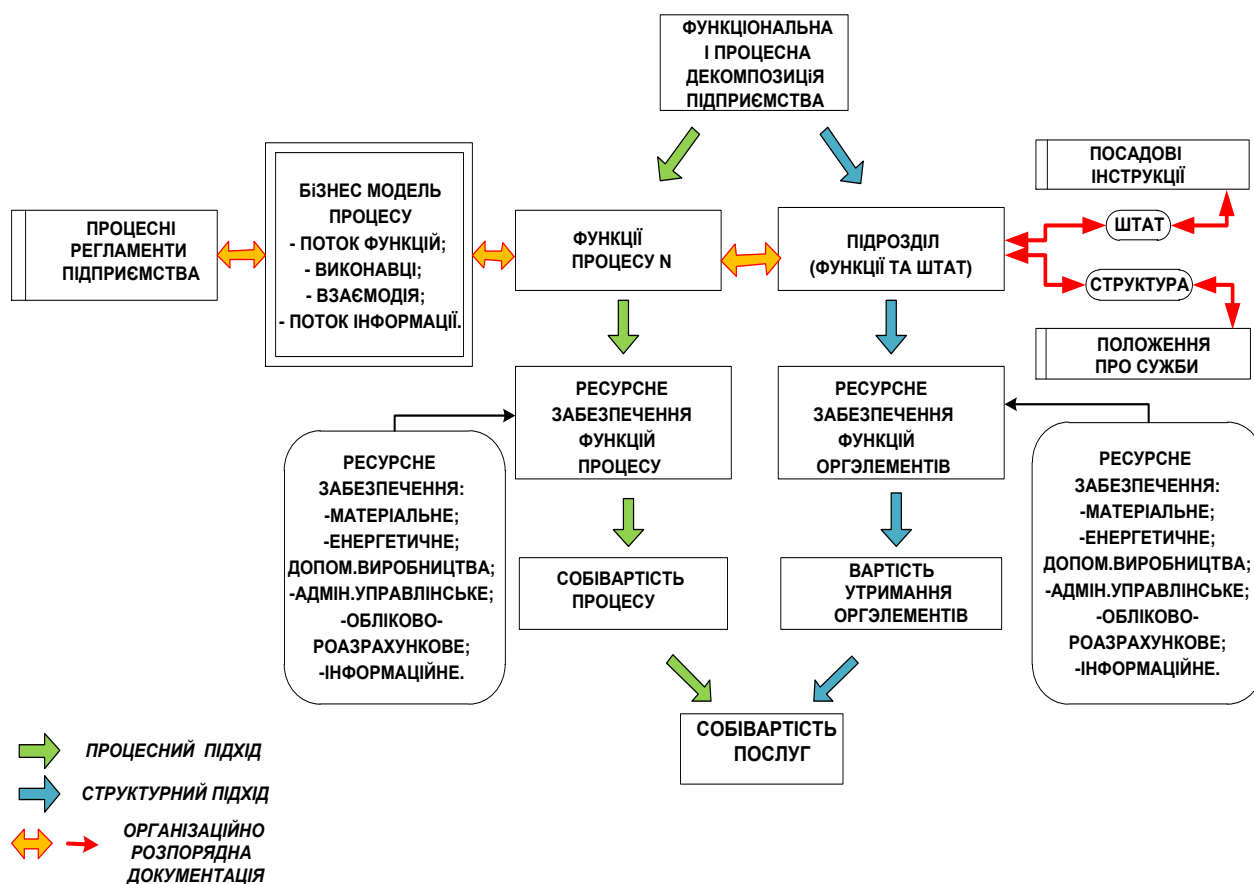 ФУНКЦІОНАЛЬНА
І ПРОЦЕСНА
ДЕКОМПОЗИЦІЯ
ПІДПРИЄМСТВА
ПРОЦЕСНІ
РЕГЛАМЕНТИ
ПІДПРИЄМСТВА
БІЗНЕС МОДЕЛЬ
ПРОЦЕСУ
- ПОТОК ФУНКЦІЙ;
- ВИКОНАВЦІ;
- ВЗАЄМОДІЯ;
- ПОТОК ІНФОРМАЦІЇ.
ФУНКЦІЇ
ПРОЦЕСУ N
ПІДРОЗДІЛ
(ФУНКЦІЇ ТА ШТАТ)
ПОСАДОВІ
ІНСТРУКЦІЇ
ШТАТ
СТРУКТУРА
ПОЛОЖЕННЯ
ПРО СУЖБИ
РЕСУРСНЕ
ЗАБЕЗПЕЧЕННЯ
ФУНКЦІЙ
ПРОЦЕСУ
РЕСУРСНЕ
ЗАБЕЗПЕЧЕННЯ
ФУНКЦІЙ
ОРГЭЛЕМЕНТІВ
РЕСУРСНЕ
ЗАБЕЗПЕЧЕННЯ:
-МАТЕРІАЛЬНЕ;
-ЕНЕРГЕТИЧНЕ;
ДОПОМ.ВИРОБНИЦТВА;
-АДМІН.УПРАВЛІНСЬКЕ;
-ОБЛІКОВО-
РОАЗРАХУНКОВЕ;
-ІНФОРМАЦІЙНЕ.
СОБІВАРТІСТЬ
ПРОЦЕСУ
ВАРТІСТЬ
УТРИМАННЯ
ОРГЭЛЕМЕНТІВ
РЕСУРСНЕ
ЗАБЕЗПЕЧЕННЯ:
-МАТЕРІАЛЬНЕ;
-ЕНЕРГЕТИЧНЕ;
ДОПОМ.ВИРОБНИЦТВА;
-АДМІН.УПРАВЛІНСЬКЕ;
-ОБЛІКОВО-
РОАЗРАХУНКОВЕ;
-ІНФОРМАЦІЙНЕ.
СОБІВАРТІСТЬ
ПОСЛУГ
ПРОЦЕСНИЙ ПІДХІД
СТРУКТУРНИЙ ПІДХІД
ОРГАНІЗАЦІЙНО
РОЗПОРЯДНА
ДОКУМЕНТАЦІЯ